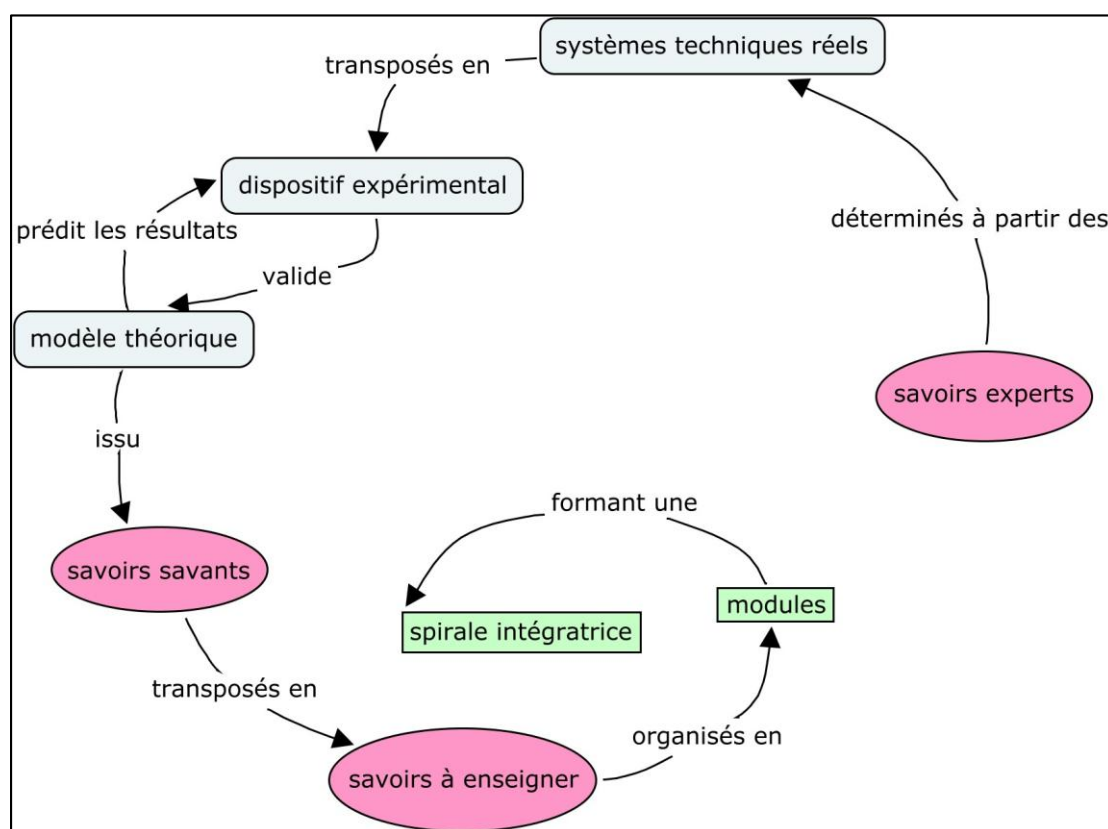 systèmes techniques réels
transposés en
dispositif expérimental
déterminés à partir des
prédit les résultats
valide
modèle théorique
savoirs experts
issu
formant une
savoirs savants
modules
spirale intégratrice
transposés en
organisés en
savoirs à enseigner